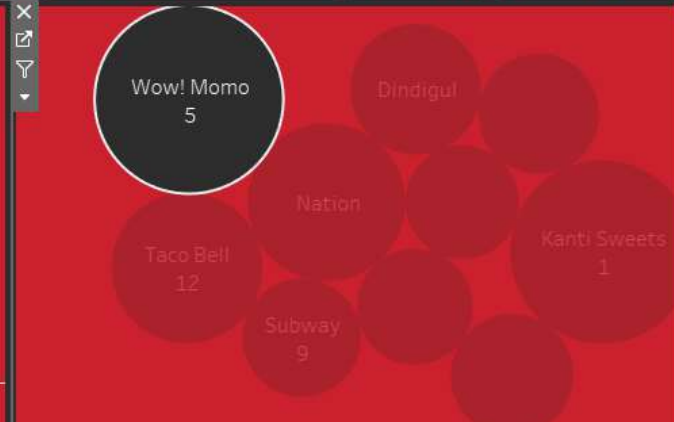 Wow! Momo
5
Dindigul
Nation
Kanti Sweets
1
Taco Bell
12
Subway
9